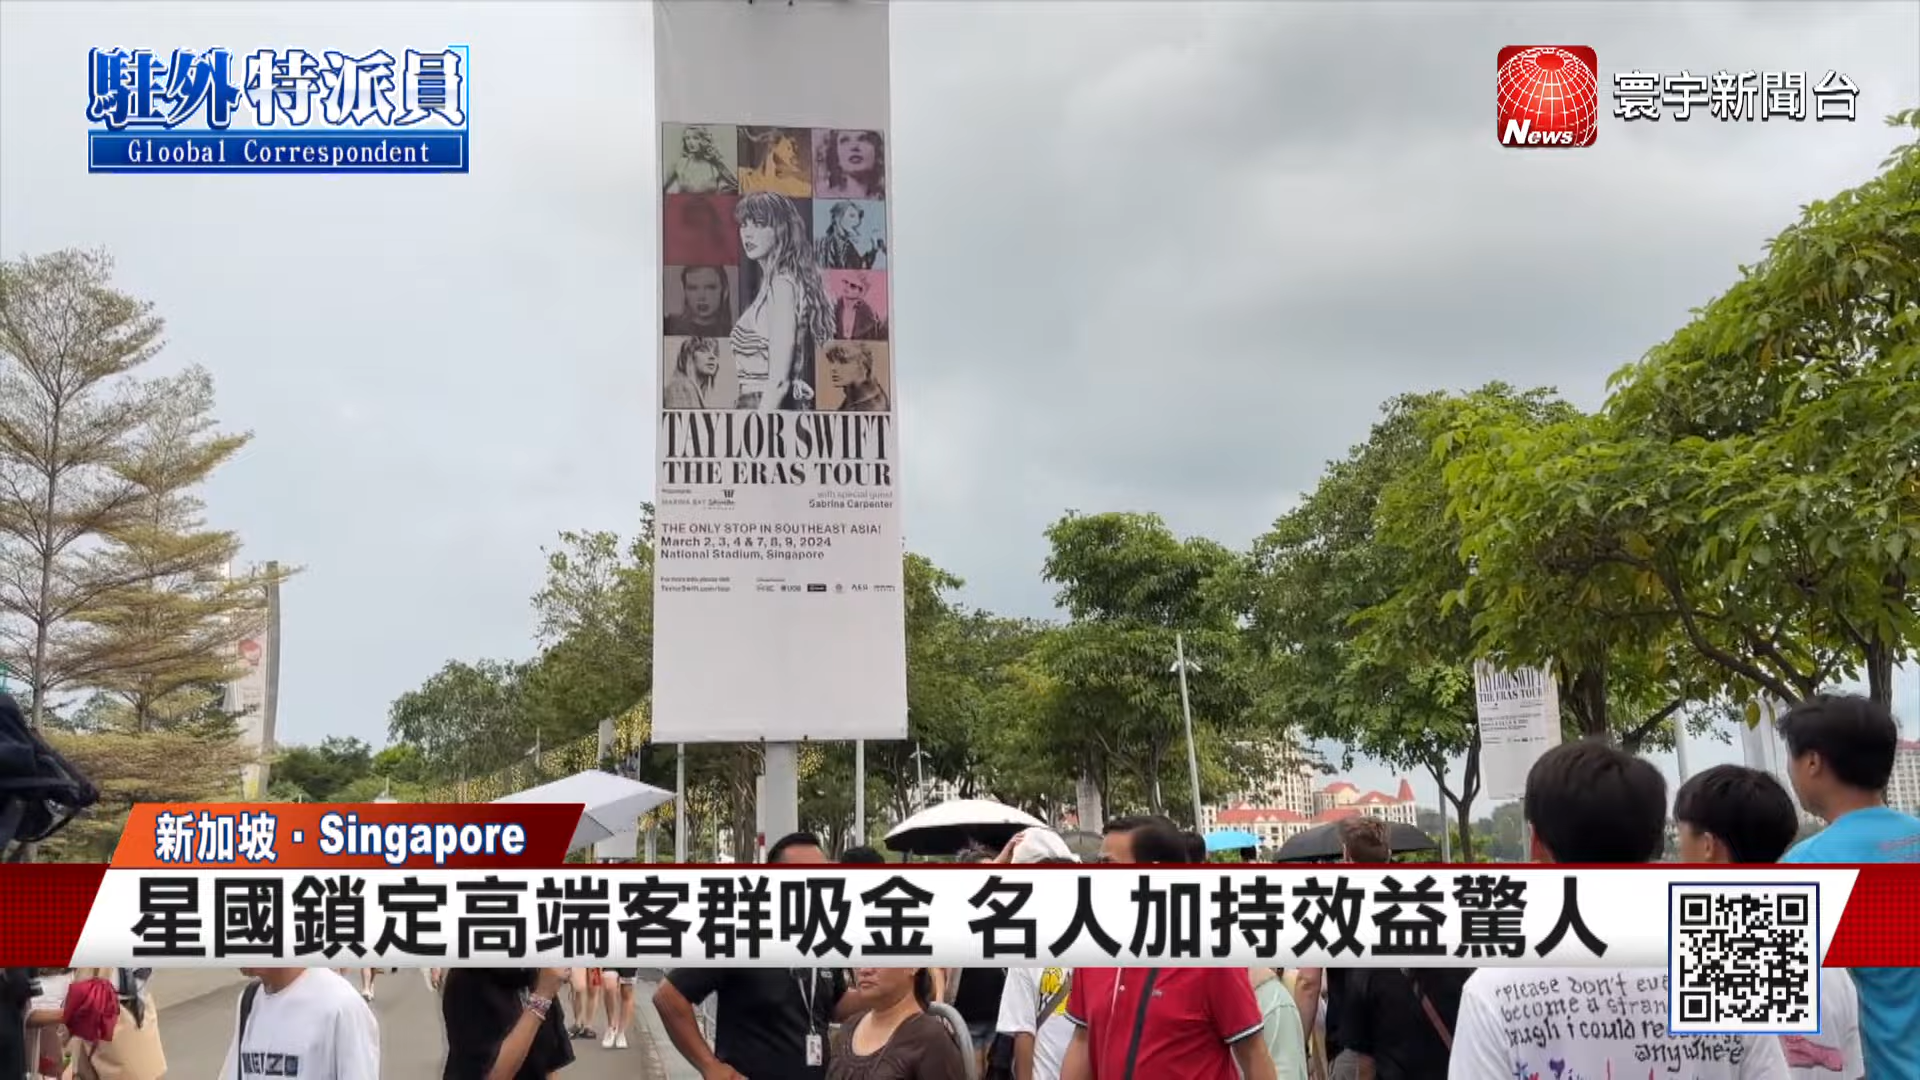 駐外特派員
Gloobal Correspondent
News
寰宇新聞台
TAYLOR SWIFT
THE ERAS TOUR
with special guest
Sabrina Carpenter
THE ONLY STOP IN SOUTHEAST ASIA!
March 2, 3, 4 & 7, 8, 9, 2024
National Stadium, Singapore
TAYLOR SWIFT
THE ERAS TOUR
新加坡 · Singapore
星國鎖定高端客群吸金 名人加持效益驚人
please don't
become a
could
anywhere